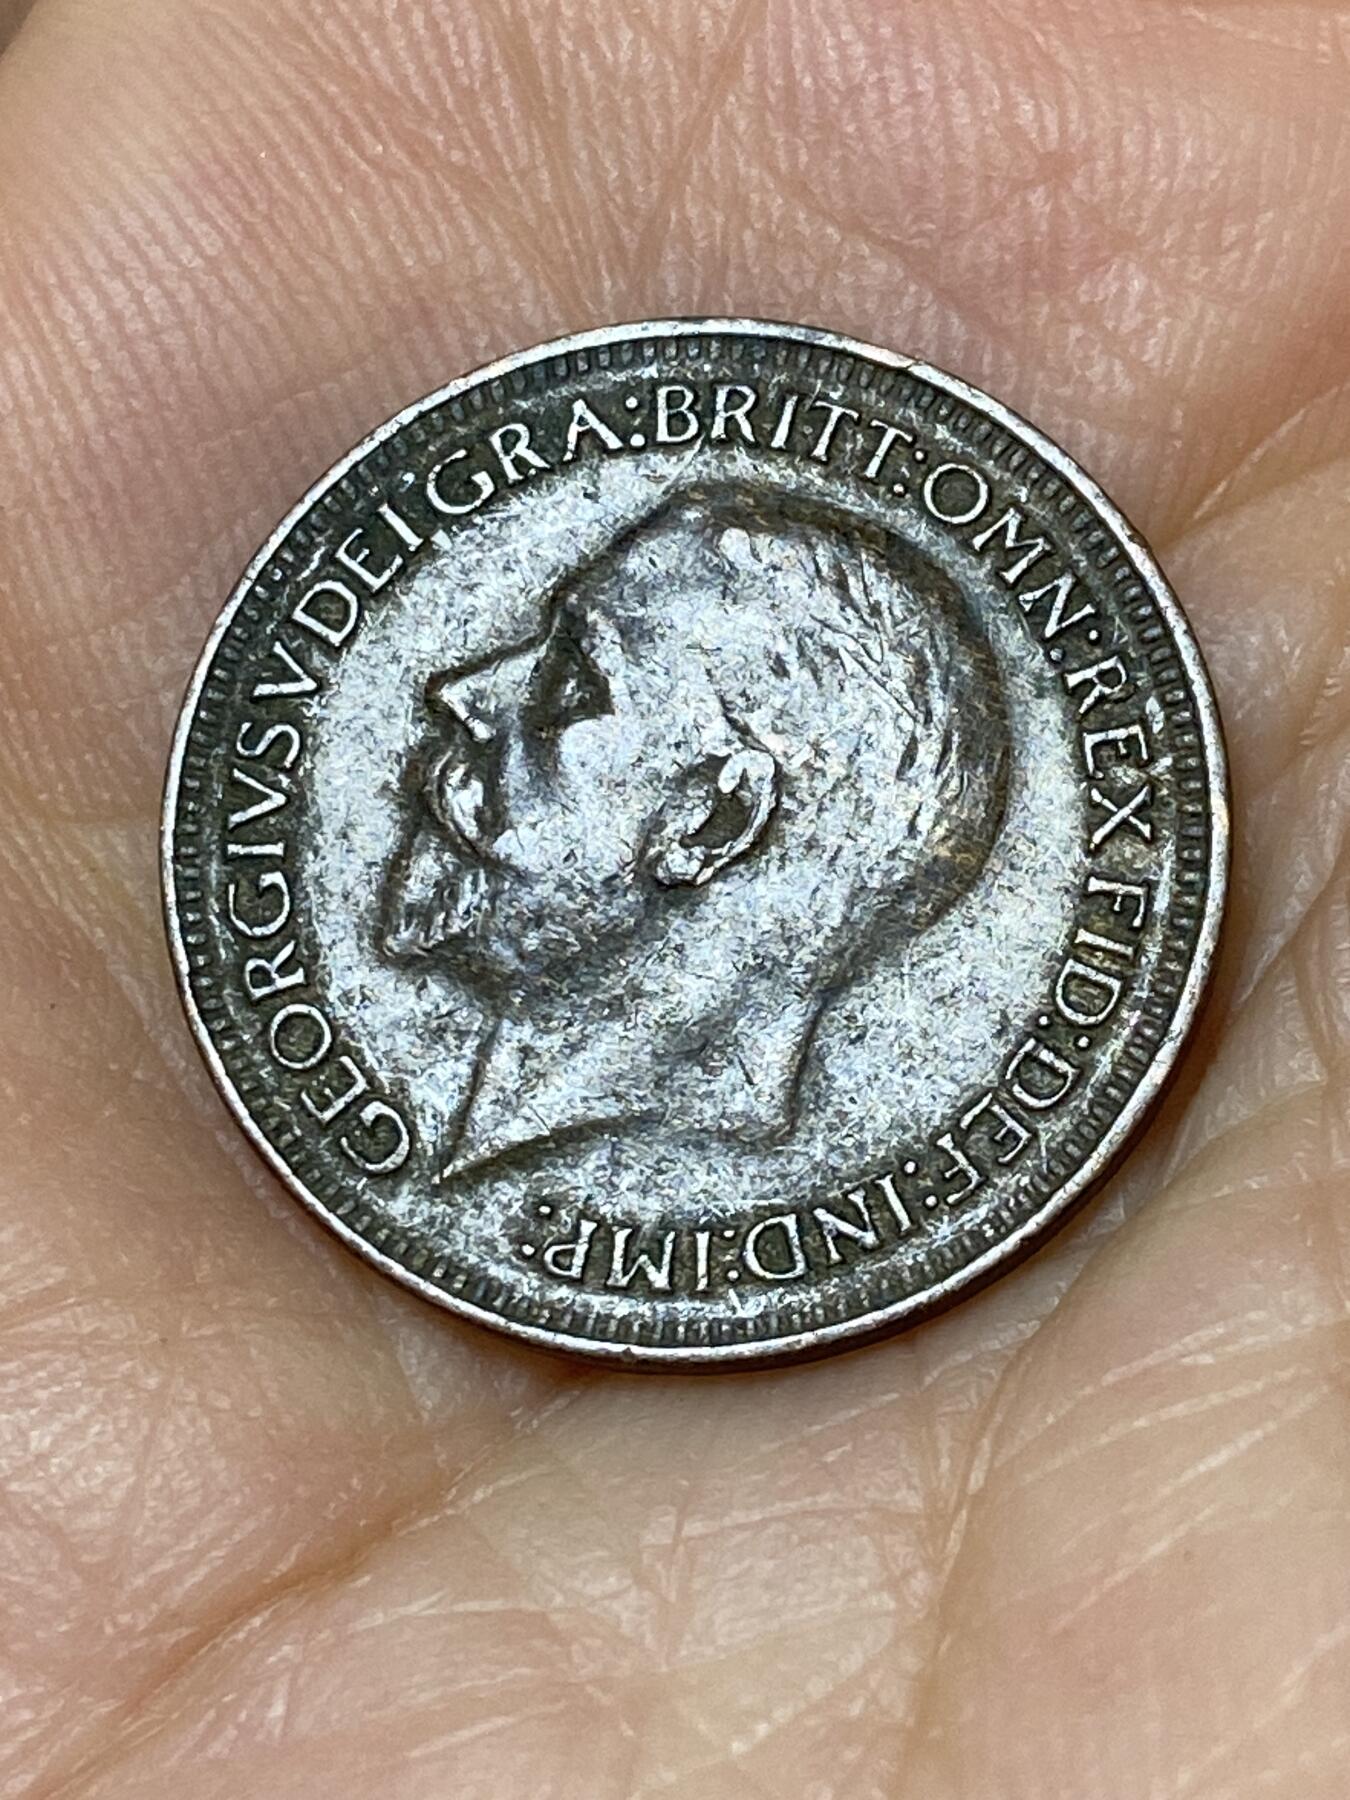 GEORGIVS V DEI GRA: BRITT: OMN: REX FID: DEF: IND: IMP: